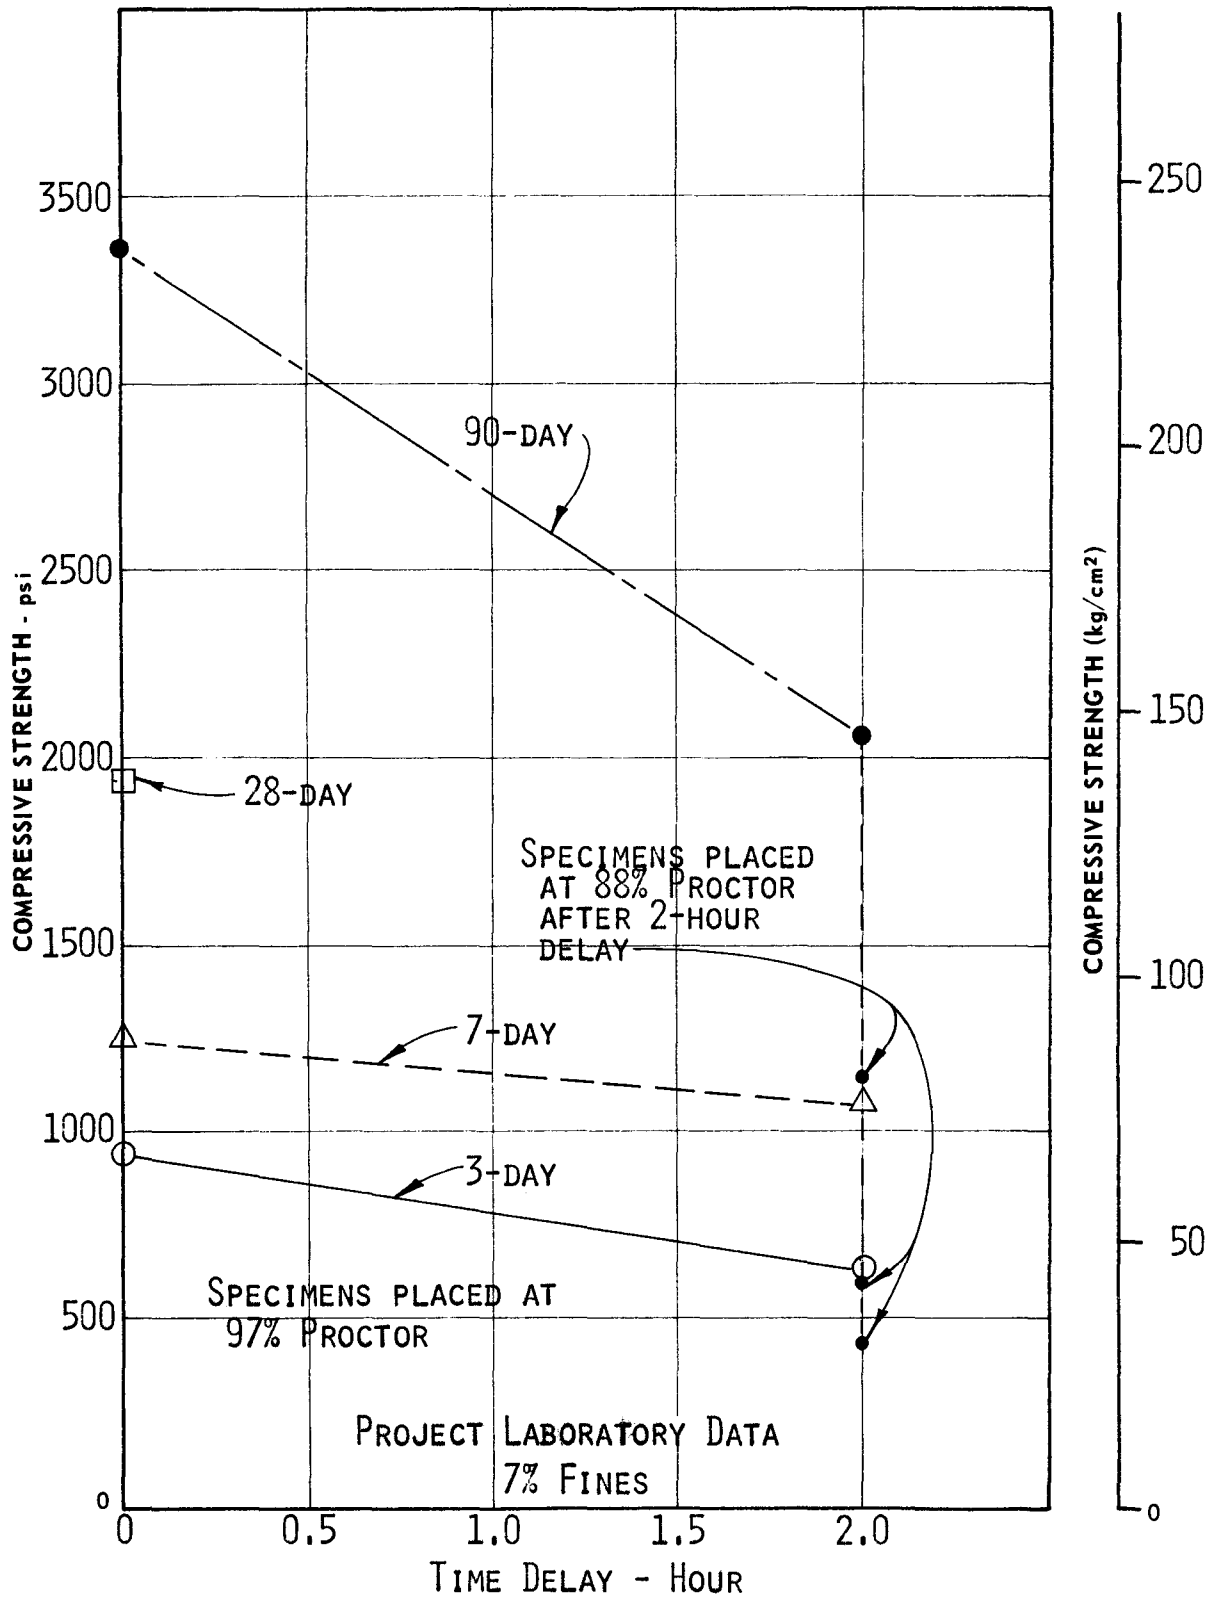 3500
3000
2500
2000
1500
1000
500
0
COMPRESSIVE STRENGTH - psi
90-DAY
28-DAY
SPECIMENS PLACED
AT 88% PROCTOR
AFTER 2-HOUR
DELAY
7-DAY
3-DAY
SPECIMENS PLACED AT
97% PROCTOR
PROJECT LABORATORY DATA
7% FINES
0 0.5 1.0 1.5 2.0
TIME DELAY - HOUR
250
200
150
100
50
0
COMPRESSIVE STRENGTH (kg/cm²)